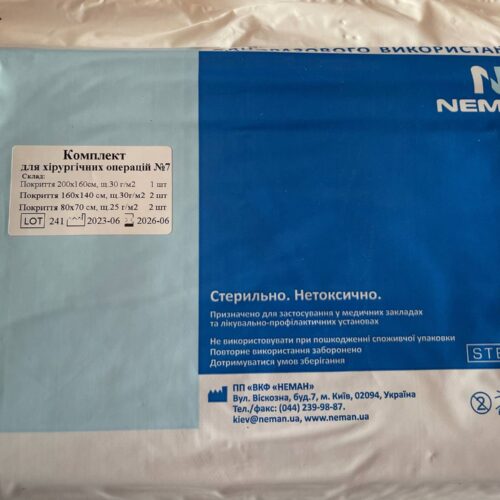 ВИКОРИСТАН
NEMAN
Комплект
для хірургічних операцій №7
Склад:
Покриття 200х160см, щ.30 г/м2 1 шт
Покриття 160х140 см, щ.30г/м2 2 шт
Покриття 80х70 см, щ.25 г/м2 2 шт
LOT 241 2023-06 2026-06
Стерильно. Нетоксично.
Призначено для застосування у медичних закладах
та лікувально-профілактичних установах
Не використовувати при пошкодженні споживчої упаковки
Повторне використання заборонено
Дотримуватися умов зберігання
STE
ПП «ВКФ «НЕМАН»
Вул. Віскозна, буд.7, м. Київ, 02094, Україна
Тел./факс: (044) 239-98-87.
kiev@neman.ua, www.neman.ua
2